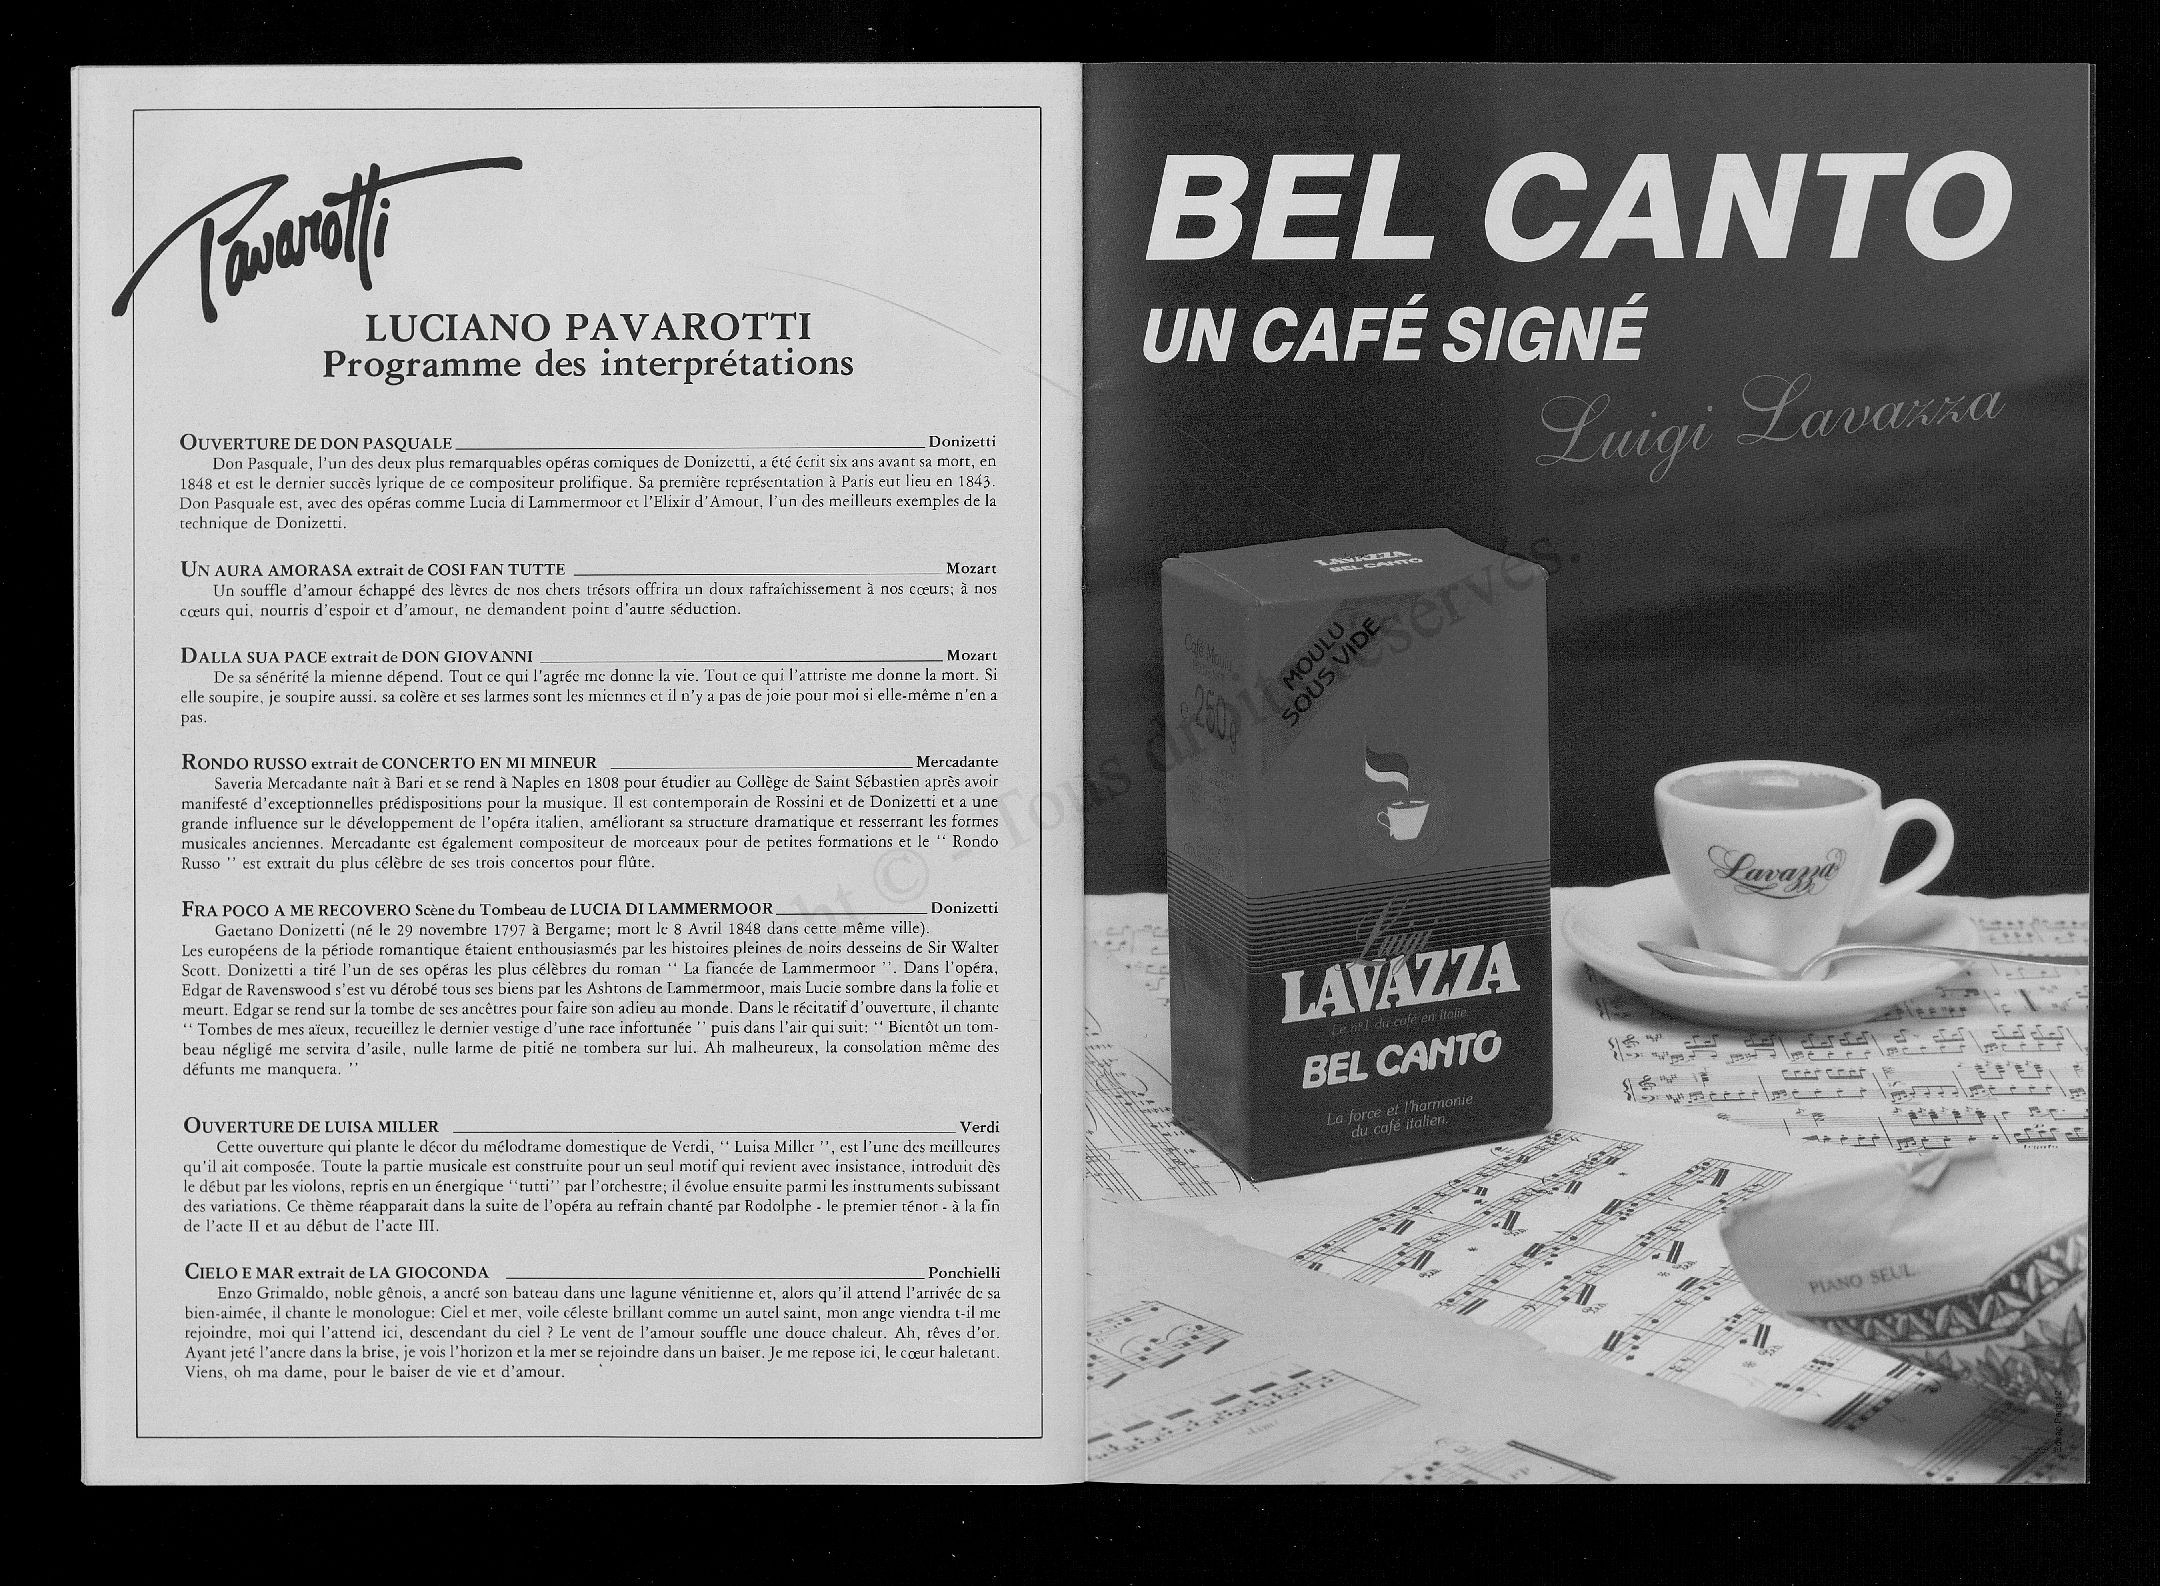 Pavarotti
LUCIANO PAVAROTTI
Programme des interprétations
OUVERTURE DE DON PASQUALE Donizetti
Don Pasquale, l'un des deux plus remarquables opéras comiques de Donizetti, a été écrit six ans avant sa mort, en
1848 et est le dernier succès lyrique de ce compositeur prolifique. Sa première représentation à Paris eut lieu en 1843.
Don Pasquale est, avec des opéras comme Lucia di Lammermoor et l'Elixir d'Amour, l'un des meilleurs exemples de la
technique de Donizetti.
UN AURA AMORASA extrait de COSI FAN TUTTE Mozart
Un souffle d'amour échappé des lèvres de nos chers trésors offrira un doux rafraîchissement à nos cœurs; à nos
cœurs qui, nourris d'espoir et d'amour, ne demandent point d'autre séduction.
DALLA SUA PACE extrait de DON GIOVANNI Mozart
De sa sénérité la mienne dépend. Tout ce qui l'agrée me donne la vie. Tout ce qui l'attriste me donne la mort. Si
elle soupire, je soupire aussi. sa colère et ses larmes sont les miennes et il n'y a pas de joie pour moi si elle-même n'en a
pas.
RONDO RUSSO extrait de CONCERTO EN MI MINEUR Mercadante
Saveria Mercadante naît à Bari et se rend à Naples en 1808 pour étudier au Collège de Saint Sébastien après avoir
manifesté d'exceptionnelles prédispositions pour la musique. Il est contemporain de Rossini et de Donizetti et a une
grande influence sur le développement de l'opéra italien, améliorant sa structure dramatique et resserrant les formes
musicales anciennes. Mercadante est également compositeur de morceaux pour de petites formations et le “ Rondo
Russo ” est extrait du plus célèbre de ses trois concertos pour flûte.
FRA POCO A ME RECOVERO Scène du Tombeau de LUCIA DI LAMMERMOOR Donizetti
Gaetano Donizetti (né le 29 novembre 1797 à Bergame; mort le 8 Avril 1848 dans cette même ville).
Les européens de la période romantique étaient enthousiasmés par les histoires pleines de noirs desseins de Sir Walter
Scott. Donizetti a tiré l'un de ses opéras les plus célèbres du roman “ La fiancée de Lammermoor ”. Dans l'opéra,
Edgar de Ravenswood s'est vu dérobé tous ses biens par les Ashtons de Lammermoor, mais Lucie sombre dans la folie et
meurt. Edgar se rend sur la tombe de ses ancêtres pour faire son adieu au monde. Dans le récitatif d'ouverture, il chante
“ Tombes de mes aïeux, recueillez le dernier vestige d'une race infortunée ” puis dans l'air qui suit: “ Bientôt un tom-
beau négligé me servira d'asile, nulle larme de pitié ne tombera sur lui. Ah malheureux, la consolation même des
défunts me manquera. ”
OUVERTURE DE LUISA MILLER Verdi
Cette ouverture qui plante le décor du mélodrame domestique de Verdi, “ Luisa Miller ”, est l'une des meilleures
qu'il ait composée. Toute la partie musicale est construite pour un seul motif qui revient avec insistance, introduit dès
le début par les violons, repris en un énergique “tutti” par l'orchestre; il évolue ensuite parmi les instruments subissant
des variations. Ce thème réapparait dans la suite de l'opéra au refrain chanté par Rodolphe - le premier ténor - à la fin
de l'acte II et au début de l'acte III.
CIELO E MAR extrait de LA GIOCONDA Ponchielli
Enzo Grimaldo, noble gênois, a ancré son bateau dans une lagune vénitienne et, alors qu'il attend l'arrivée de sa
bien-aimée, il chante le monologue: Ciel et mer, voile céleste brillant comme un autel saint, mon ange viendra t-il me
rejoindre, moi qui l'attend ici, descendant du ciel ? Le vent de l'amour souffle une douce chaleur. Ah, rêves d'or.
Ayant jeté l'ancre dans la brise, je vois l'horizon et la mer se rejoindre dans un baiser. Je me repose ici, le cœur haletant.
Viens, oh ma dame, pour le baiser de vie et d'amour.
BEL CANTO
UN CAFÉ SIGNÉ
Luigi Lavazza
LAVAZZA
BEL CANTO
MOULU
SOUS VIDE
Café Moulu
250g
Luigi
LAVAZZA
Le n°1 du café en Italie
BEL CANTO
La force et l'harmonie
du café italien.
Lavazza
PIANO SEUL
Copyright © - Tous droits réservés.